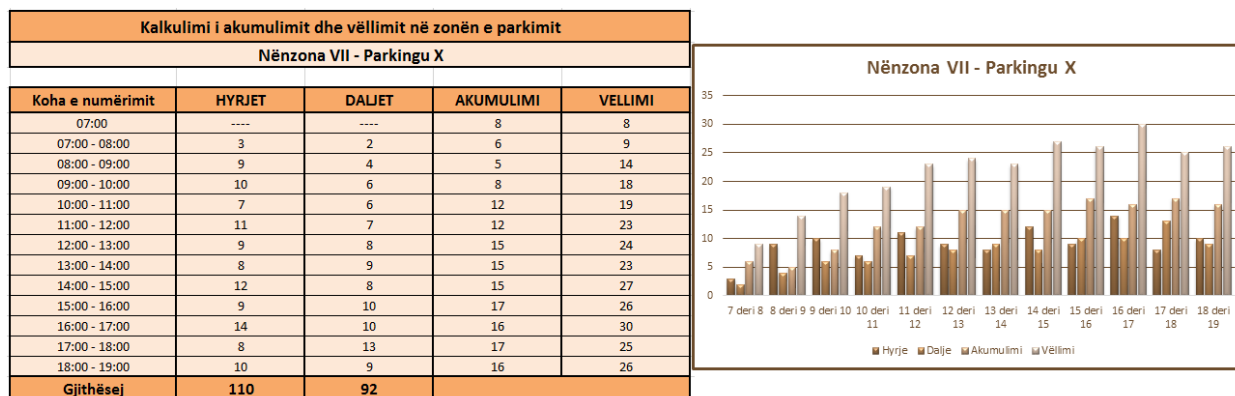 Kalkulimi i akumulimit dhe vëllimit në zonën e parkimit
Nënzona VII - Parkingu X
Koha e numërimit HYRJET DALJET AKUMULIMI VELLIMI
07:00 ---- ---- 8 8
07:00 - 08:00 3 2 6 9
08:00 - 09:00 9 4 5 14
09:00 - 10:00 10 6 8 18
10:00 - 11:00 7 6 12 19
11:00 - 12:00 11 7 12 23
12:00 - 13:00 9 8 15 24
13:00 - 14:00 8 9 15 23
14:00 - 15:00 12 8 15 27
15:00 - 16:00 9 10 17 26
16:00 - 17:00 14 10 16 30
17:00 - 18:00 8 13 17 25
18:00 - 19:00 10 9 16 26
Gjithësej 110 92
Nënzona VII - Parkingu X
35
30
25
20
15
10
5
0
7 deri 8 8 deri 9 9 deri 10 10 deri 11 deri 12 deri 13 deri 14 deri 15 deri 16 deri 17 deri 18 deri
11 12 13 14 15 16 17 18 19
Hyrje Dalje Akumulimi Vëllimi